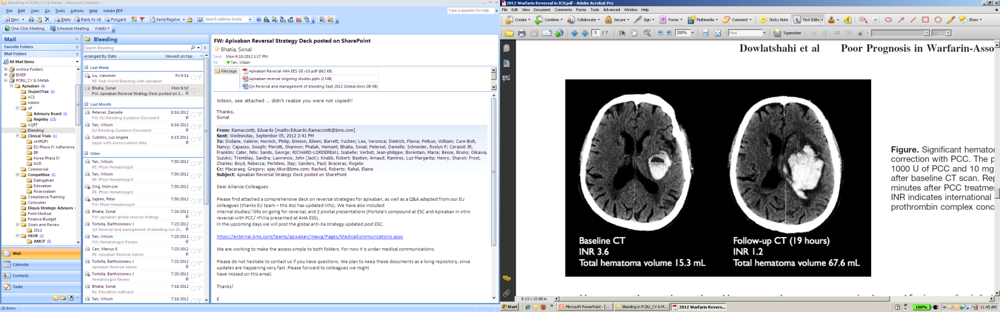 Bleeding in PCBU_CV & Metab - Microsoft Outlook
File Edit View Go Tools Actions Help Adobe PDF
Type a question for help
New Reply Reply to All Forward Send/Receive Search address books
One-Click Meeting Schedule Meeting WebEx
Mail
Favorite Folders
Mail Folders
All Mail Items
Archive Folders
EMEP
PCBU_CV & Metab
Apixaban (4)
(Super)Trax (2)
ACS
Admin
AF
Advisory Board (1)
Registry (13)
AQRT
Bleeding
Clinical Trials (1)
AMPLIFY
EU Phase IV Adherence
IIR
Korea Phase IV
NCR
Commercial
Competitive (1)
Dabigatran
Edoxaban
Rivaroxaban
Compliance/Training
Consumer
Eliquis Strategic Advisors
Field Medical
Finance/Budget
Goals and Review
2012
HEOR (2)
AMCP (3)
Mail
Calendar
Contacts
Tasks
28 Items
Bleeding
Search Bleeding
Arranged By: Date Newest on top
Last Week
Liu, Xianchen Fri 9/14
RE: Real World Bleeding with Apixaban
Bhatia, Sonal Mon 9/10
FW: Apixaban Reversal Strategy Deck posted on S...
Last Month
Petersel, Danielle 8/16/2012
FW: EU Bleeding Guidance Document
Tan, Wilson 8/16/2012
EU Bleeding Guidance Document
Cubillos, Luz Angela 8/15/2012
paper with acenocumarol data
Older
Tan, Wilson 7/30/2012
RE: Pfizer Hematologist
Tan, Wilson 7/30/2012
RE: Pfizer Hematologist
Ong, Moh-Lim 7/30/2012
RE: Pfizer Hematologist
Sajben, Peter 7/30/2012
FW: Pfizer Hematologist
Bhatia, Sonal 7/24/2012
FW: apixaban global reversal strategy
Tortella, Bartholomew J 7/23/2012
QA Reversal and management of bleeding Jun 20...
Tan, Wilson 7/23/2012
FW: Hematologist Review
Carr, Marcus E 7/23/2012
RE: Apixaban Reversal Advice
Tortella, Bartholomew J 7/23/2012
Apixaban Reversal Advice
Tortella, Bartholomew J 7/20/2012
Hematologist Review
Bhatia, Sonal 7/18/2012
Re: Education AdBoard
Tan, Wilson 7/18/2012
FW: Apixaban Reversal Strategy Deck posted on SharePoint
Bhatia, Sonal
Sent: Mon 9/10/2012 1:17 PM
To: Tan, Wilson
Message Apixaban Reversal AHA EES GE v10.pdf (862 KB)
Apixaban reversal ongoing studies.pptx (2 MB)
QA Reversal and management of bleeding Sept 2012 Global.docx (36 KB)
Wilson, see attached ... didn't realize you were not copied!!
Thanks,
Sonal
From: Ramacciotti, Eduardo [mailto:Eduardo.Ramacciotti@bms.com]
Sent: Wednesday, September 05, 2012 2:41 PM
To: Dodane, Valerie; Hornick, Philip; Emison, Eileen; Barrett, Yuchen; Lee, Veronica; Dietrich, Flavia; Petkun, William; Cure-Bolt,
Nancy; Capasso, Joseph; Pierotti, Shannon; Phatak, Hemant; Bhatia, Sonal; Petersel, Danielle; Schneider, Roslyn F; Cerasoli JR,
Franklin; Cater, Nilo; Sands, George; RICHARD-LORDEREAU, Isabelle; Verbist, Jean-philippe; Borentain, Maria; Besse, Bruno; Oikawa,
Suzuko; Tremblay, Sandra; Lawrence, John (Jack); Knabb, Robert; Bastien, Arnaud; Ramirez, Luz-Margarita; Henry, Sharon; Frost,
Charles; Boyd, Rebecca; Perlstein, Itay; Sanders, Paul; Braceras, Rogelio
Cc: Macaraeg, Gregory; ajay.tikur@bms.com; Rached, Roberto; Rahal, Elaine
Subject: Apixaban Reversal Strategy Deck posted on SharePoint
Dear Alliance Colleagues
Please find attached a comprehensive deck on reversal strategies for apixaban, as well as a Q&A adapted from our EU
colleagues (thanks EU team – this doc has updated info). We have also included
internal studies/ ISRs on going for reversal, and 2 pivotal presentations (Portola's compound at ESC and Apixaban in vitro
reversal with PCC/ rFVIIa presented at AHA ESS).
In the upcoming days we will post the global anti-Xa strategy updated post ESC.
https://external.bms.com/teams/apixaban/mawg/Pages/MedicalCommunications.aspx
We are working to make the access simple to both folders. For now it is under medical communications.
Please do not hesitate to contact us if you have questions. We plan to keep these documents as a living repository, since
updates are happening very fast. Please forward to colleagues we might
have missed on this email.
Thanks!
E
2012 Warfarin Reversal in ICH.pdf - Adobe Acrobat Pro
File Edit View Document Comments Forms Tools Advanced Window Help
Create Combine Collaborate Secure Sign Forms Multimedia Comment Sticky Note Text Edits Show
5 / 7 200% Find Typewriter 12
Dowlatshahi et al Poor Prognosis in Warfarin-Asso
Baseline CT
INR 3.6
Total hematoma volume 15.3 mL
Follow-up CT (19 hours)
INR 1.2
Total hematoma volume 67.6 mL
Figure. Significant hemator
correction with PCC. The p
1000 U of PCC and 10 mg
after baseline CT scan. Rep
minutes after PCC treatme
INR indicates international
prothrombin complex conc
8.13 x 10.88 in
Start Microsoft PowerPoint - [... Bleeding in PCBU_CV & M... 2012 Warfarin Revers... 100% 11:45 AM